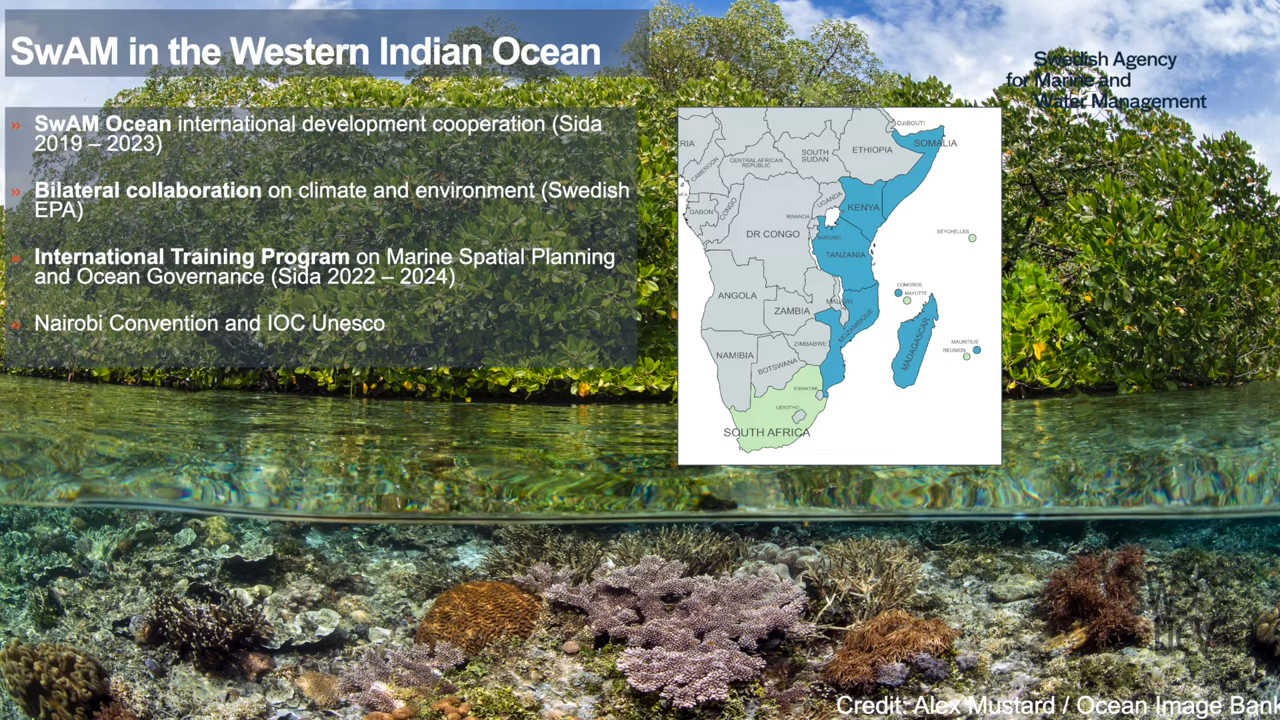 SwAM in the Western Indian Ocean
Swedish Agency
for Marine and
Water Management
» SwAM Ocean international development cooperation (Sida
2019 – 2023)
» Bilateral collaboration on climate and environment (Swedish
EPA)
» International Training Program on Marine Spatial Planning
and Ocean Governance (Sida 2022 – 2024)
» Nairobi Convention and IOC Unesco
DJIBOUTI
SOMALIA
ERIA
ETHIOPIA
SOUTH
SUDAN
CENTRAL AFRICAN
REPUBLIC
CAMEROON
UGANDA
KENYA
GABON
CONGO
RWANDA
DR CONGO
BURUNDI
SEYCHELLES
TANZANIA
COMOROS
MAYOTTE
ANGOLA
MALAWI
ZAMBIA
MOZAMBIQUE
ZIMBABWE
MADAGASCAR
MAURITIUS
REUNION
NAMIBIA
BOTSWANA
ESWATINI
LESOTHO
SOUTH AFRICA
Credit: Alex Mustard / Ocean Image Bank